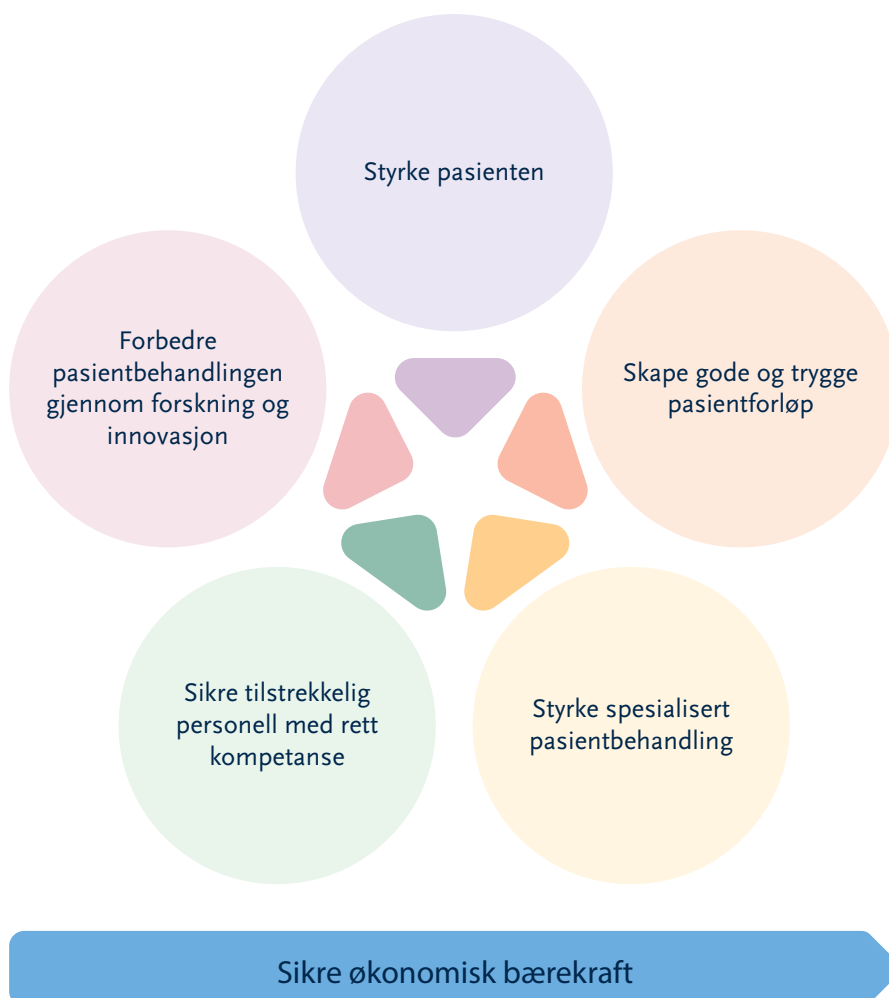 Styrke pasienten
Forbedre
pasientbehandlingen
gjennom forskning og
innovasjon
Skape gode og trygge
pasientforløp
Sikre tilstrekkelig
personell med rett
kompetanse
Styrke spesialisert
pasientbehandling
Sikre økonomisk bærekraft